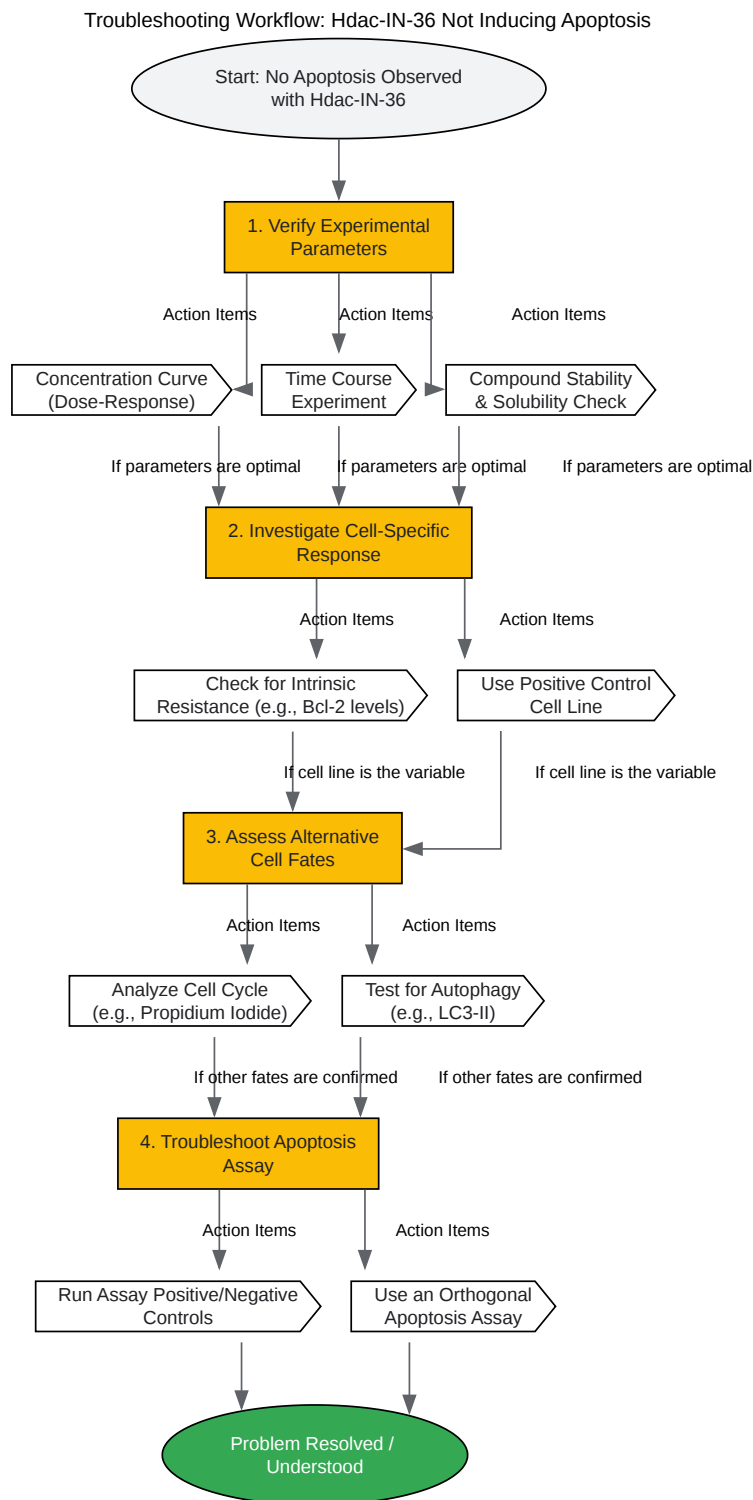 Troubleshooting Workflow: Hdac-IN-36 Not Inducing Apoptosis
Start: No Apoptosis Observed
with Hdac-IN-36
1. Verify Experimental
Parameters
Action Items
Action Items
Action Items
Concentration Curve
(Dose-Response)
Time Course
Experiment
Compound Stability
& Solubility Check
If parameters are optimal
If parameters are optimal
If parameters are optimal
2. Investigate Cell-Specific
Response
Action Items
Action Items
Check for Intrinsic
Resistance (e.g., Bcl-2 levels)
Use Positive Control
Cell Line
If cell line is the variable
If cell line is the variable
3. Assess Alternative
Cell Fates
Action Items
Action Items
Analyze Cell Cycle
(e.g., Propidium Iodide)
Test for Autophagy
(e.g., LC3-II)
If other fates are confirmed
If other fates are confirmed
4. Troubleshoot Apoptosis
Assay
Action Items
Action Items
Run Assay Positive/Negative
Controls
Use an Orthogonal
Apoptosis Assay
Problem Resolved /
Understood